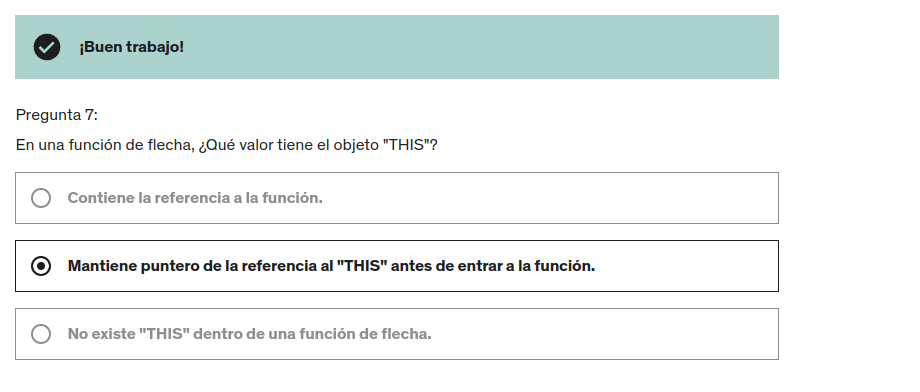 ¡Buen trabajo!
Pregunta 7:
En una función de flecha, ¿Qué valor tiene el objeto "THIS"?
Contiene la referencia a la función.
Mantiene puntero de la referencia al "THIS" antes de entrar a la función.
No existe "THIS" dentro de una función de flecha.